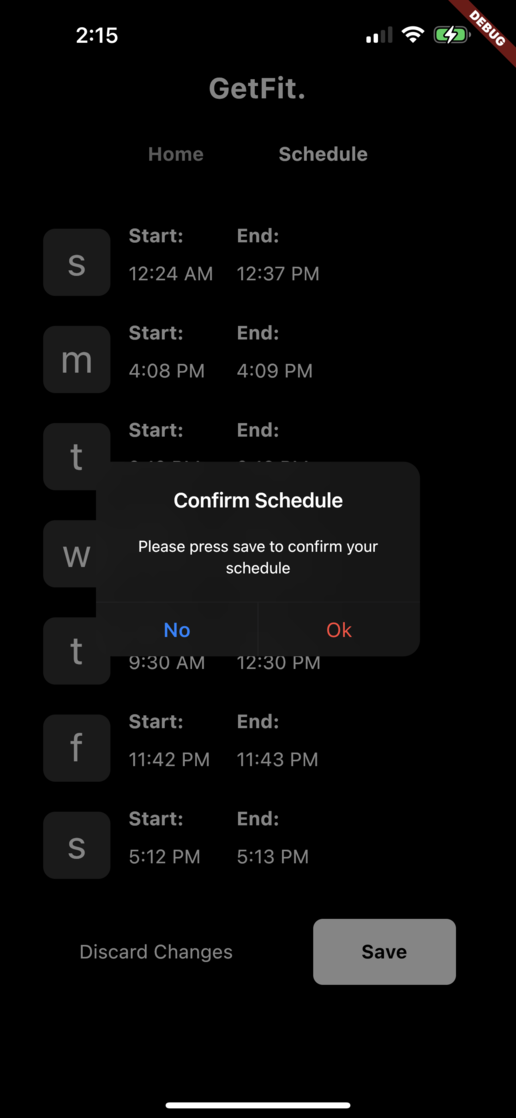 2:15
DEBUG
GetFit.
Home Schedule
Start: End:
s
12:24 AM 12:37 PM
Start: End:
m
4:08 PM 4:09 PM
Start: End:
t
Confirm Schedule
Please press save to confirm your
schedule
w
No Ok
t
9:30 AM 12:30 PM
Start: End:
f
11:42 PM 11:43 PM
Start: End:
s
5:12 PM 5:13 PM
Discard Changes Save